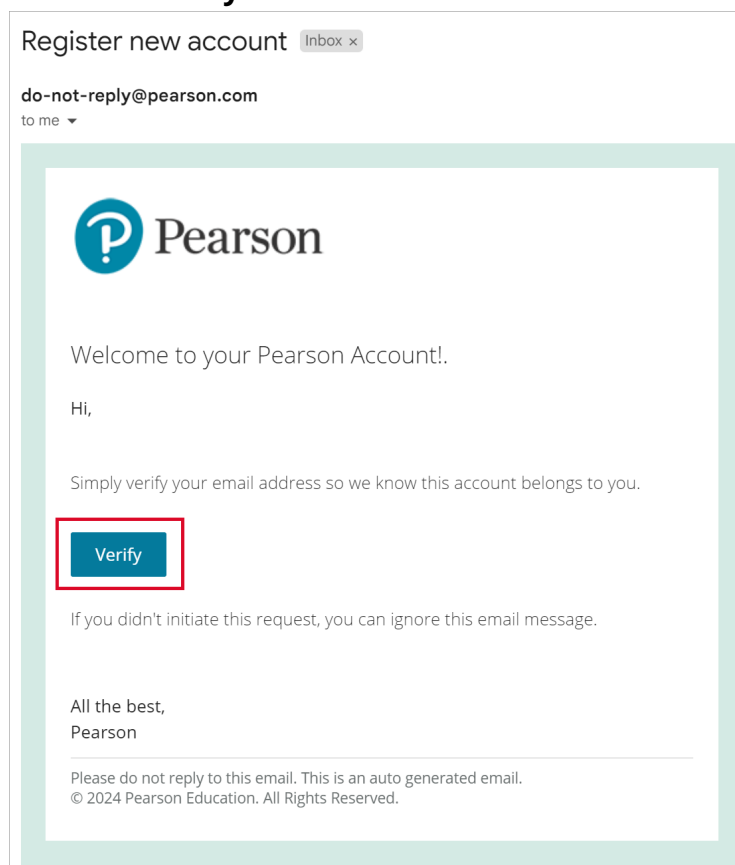 Register new account Inbox ×
do-not-reply@pearson.com
to me
Pearson
Welcome to your Pearson Account!.
Hi,
Simply verify your email address so we know this account belongs to you.
Verify
If you didn't initiate this request, you can ignore this email message.
All the best,
Pearson
Please do not reply to this email. This is an auto generated email.
© 2024 Pearson Education. All Rights Reserved.